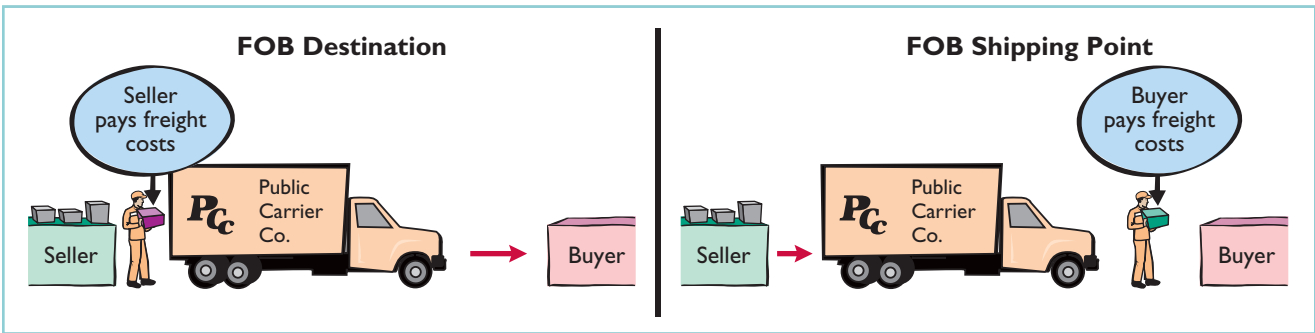 FOB Destination
Seller
pays freight
costs
PCc
Public
Carrier
Co.
Seller
Buyer
FOB Shipping Point
Buyer
pays freight
costs
PCc
Public
Carrier
Co.
Seller
Buyer